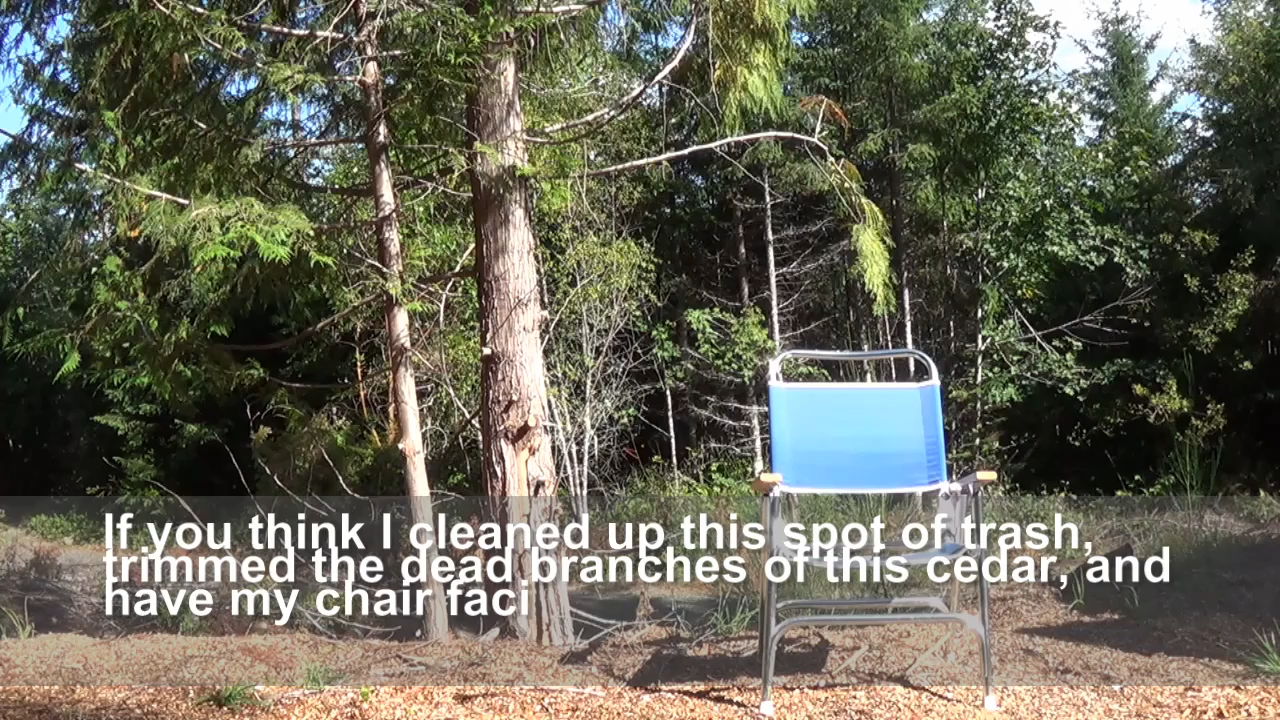 If you think I cleaned up this spot of trash,
trimmed the dead branches of this cedar, and
have my chair faci